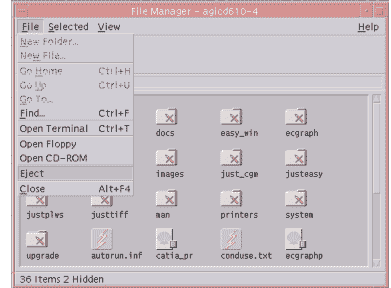 File Manager - agicd610-4
File Selected View Help
New Folder...
New File...
Go Home Ctrl+H
Go Up Ctrl+U
Go To...
Find... Ctrl+F
Open Terminal Ctrl+T
Open Floppy
Open CD-ROM
Eject
Close Alt+F4
docs easy_win ecgraph
images just_cgm justeasy
justplws justtiff man printers system
upgrade autorun.inf catia_pr conduse.txt ecgraphp
36 Items 2 Hidden